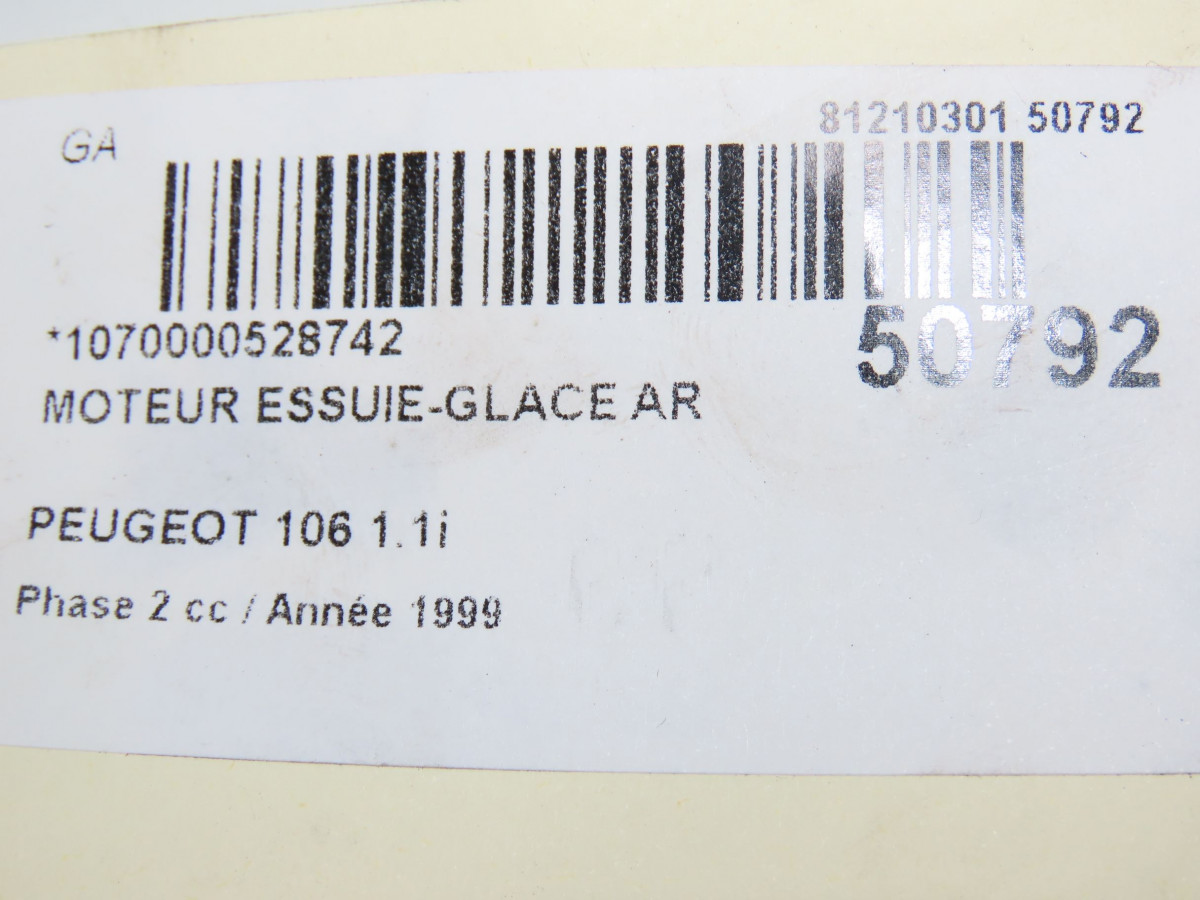 GA
81210301 50792
*1070000528742
50792
MOTEUR ESSUIE-GLACE AR
PEUGEOT 106 1.1i
Phase 2 cc / Année 1999